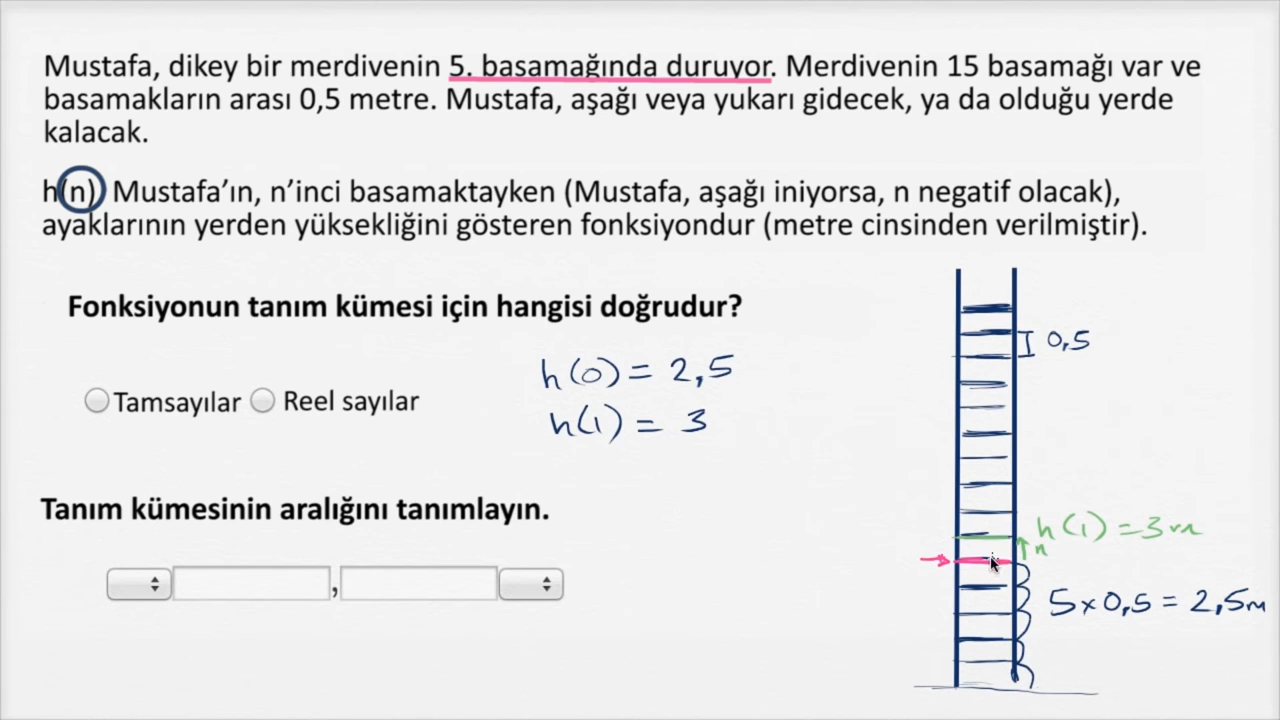 Mustafa, dikey bir merdivenin 5. basamağında duruyor. Merdivenin 15 basamağı var ve
basamakların arası 0,5 metre. Mustafa, aşağı veya yukarı gidecek, ya da olduğu yerde
kalacak.
h(n) Mustafa'ın, n'inci basamaktayken (Mustafa, aşağı iniyorsa, n negatif olacak),
ayaklarının yerden yüksekliğini gösteren fonksiyondur (metre cinsinden verilmiştir).
Fonksiyonun tanım kümesi için hangisi doğrudur?
h(0) = 2,5
Tamsayılar Reel sayılar
h(1) = 3
0,5
Tanım kümesinin aralığını tanımlayın.
h(1) = 3m
n
,
5x0,5 = 2,5m